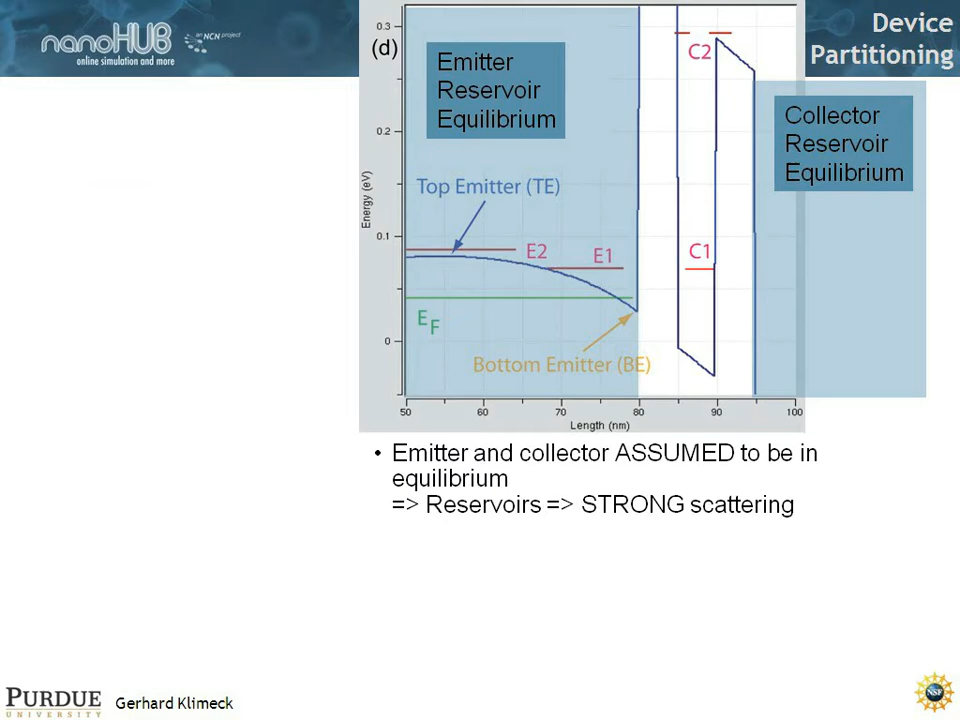 nanoHUB
an NCN project
online simulation and more
Device
Partitioning
(d)
Emitter
Reservoir
Equilibrium
Collector
Reservoir
Equilibrium
C2
Top Emitter (TE)
E2
E1
C1
EF
Bottom Emitter (BE)
Energy (eV)
0.3
0.2
0.1
0
50
60
70
80
90
100
Length (nm)
• Emitter and collector ASSUMED to be in
equilibrium
=> Reservoirs => STRONG scattering
PURDUE
UNIVERSITY
Gerhard Klimeck
NSF